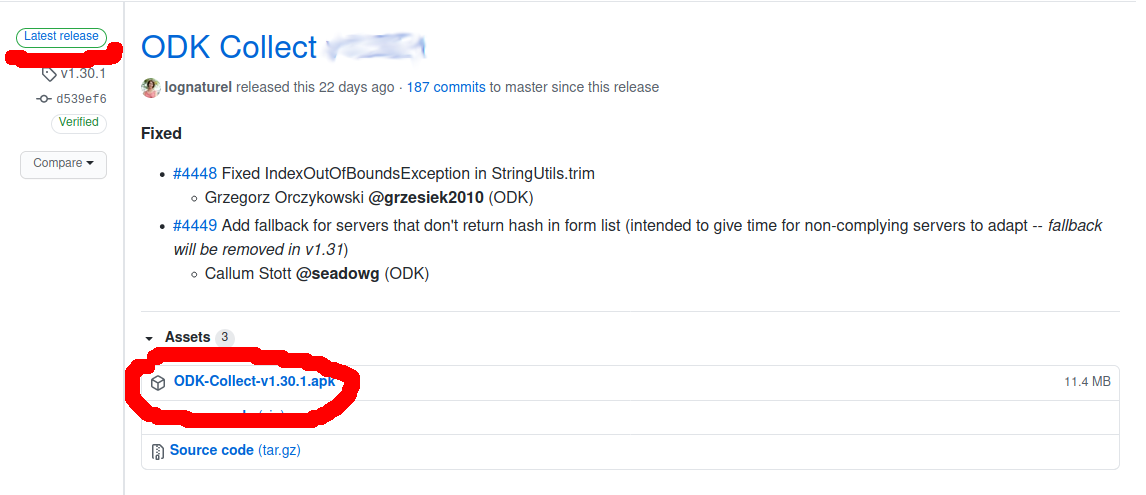 Latest release
v1.30.1
d539ef6
Verified
Compare
ODK Collect
lognaturel released this 22 days ago · 187 commits to master since this release
Fixed
#4448 Fixed IndexOutOfBoundsException in StringUtils.trim
Grzegorz Orczykowski @grzesiek2010 (ODK)
#4449 Add fallback for servers that don't return hash in form list (intended to give time for non-complying servers to adapt -- fallback
will be removed in v1.31)
Callum Stott @seadowg (ODK)
Assets 3
ODK-Collect-v1.30.1.apk 11.4 MB
Source code (tar.gz)